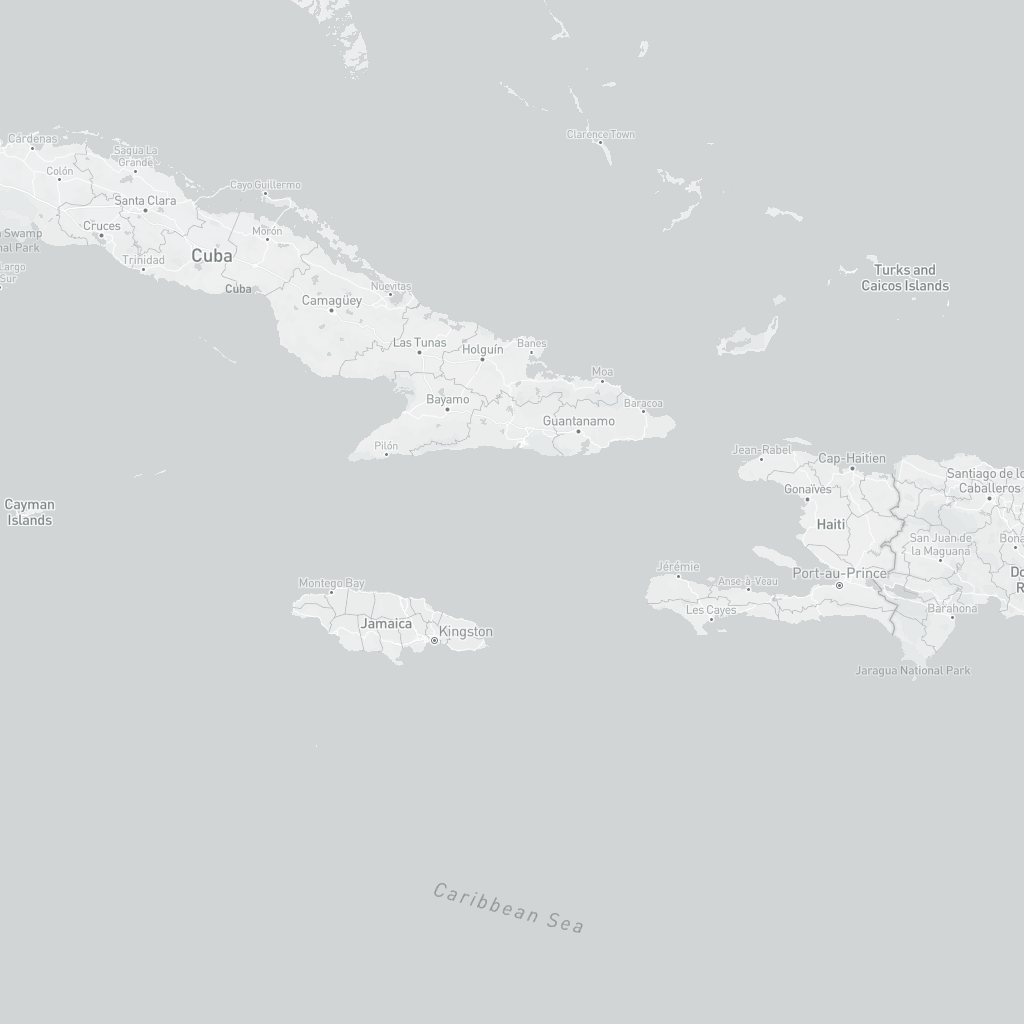 Clarence Town
Cárdenas
Sagua La
Grande
Colón
Cayo Guillermo
Santa Clara
Cruces
Morón
Swamp
nal Park
Cuba
Trinidad
argo
Sur
Turks and
Caicos Islands
Cuba
Nuevitas
Camagüey
Las Tunas
Holguín
Banes
Moa
Bayamo
Baracoa
Guantanamo
Pilón
Jean-Rabel
Cap-Haitien
Santiago de lo
Caballeros
Gonaïves
Cayman
Islands
Haiti
San Juan de
la Maguana
Bona
Port-au-Prince
Jérémie
Anse-à-Veau
Do
R
Montego Bay
Les Cayes
Barahona
Jamaica
Kingston
Jaragua National Park
Caribbean Sea